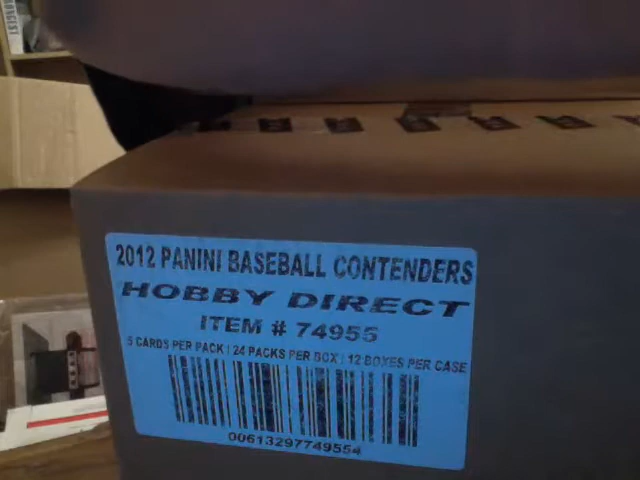 2012 PANINI BASEBALL CONTENDERS
HOBBY DIRECT
ITEM # 74955
5 CARDS PER PACK | 24 PACKS PER BOX | 12 BOXES PER CASE
00613297749554